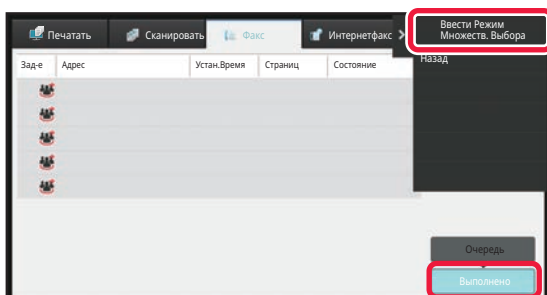 Печатать Сканировать Факс Интернетфакс
Ввести Режим
Множеств. Выбора
Назад
Зад-е Адрес Устан.Время Страниц Состояние
Очередь
Выполнено